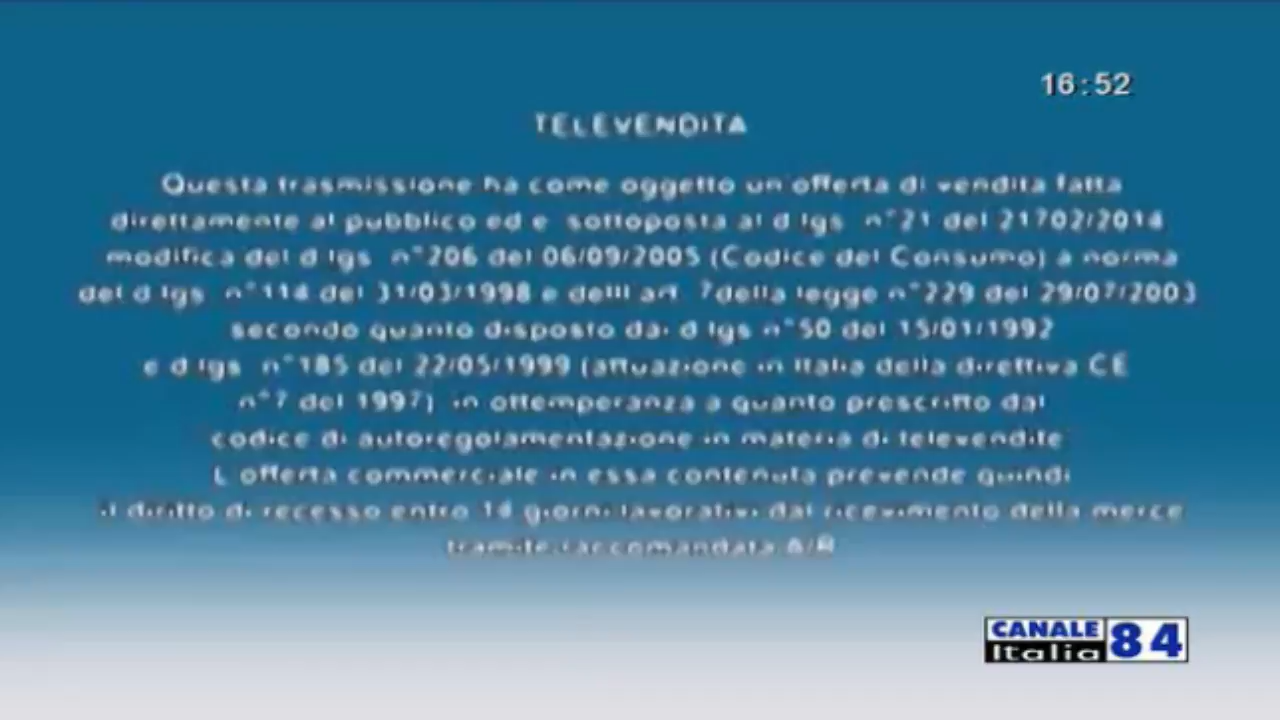 16:52
TELEVENDITA
Questa trasmissione ha come oggetto un'offerta di vendita fatta
direttamente al pubblico ed e sottoposta al d lgs n°21 del 21702/2014
modifica del d lgs n°206 del 06/09/2005 (Codice del Consumo) a norma
del d lgs n°114 del 31/03/1998 e delll art 7della legge n°229 del 29/07/2003
secondo quanto disposto dai d lgs n°50 del 15/01/1992
e d lgs n°185 del 22/05/1999 (attuazione in Italia della direttiva CE
n°7 del 1997) in ottemperanza a quanto prescritto dal
codice di autoregolamentazione in materia di televendite
L offerta commerciale in essa contenuta prevende quindi
il diritto di recesso entro 14 giorni lavorativi dal ricevimento della merce
tramite raccomandata A/R
CANALE 84
Italia